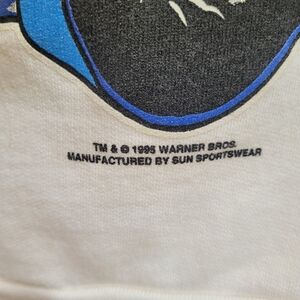 TM & © 1995 WARNER BROS.
MANUFACTURED BY SUN SPORTSWEAR